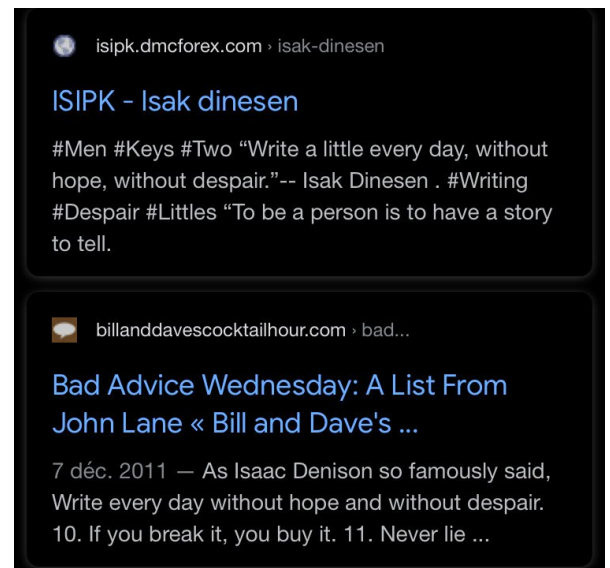 isipk.dmcforex.com › isak-dinesen
ISIPK - Isak dinesen
#Men #Keys #Two “Write a little every day, without
hope, without despair.”-- Isak Dinesen . #Writing
#Despair #Littles “To be a person is to have a story
to tell.
billanddavescocktailhour.com › bad...
Bad Advice Wednesday: A List From
John Lane « Bill and Dave's ...
7 déc. 2011 — As Isaac Denison so famously said,
Write every day without hope and without despair.
10. If you break it, you buy it. 11. Never lie ...